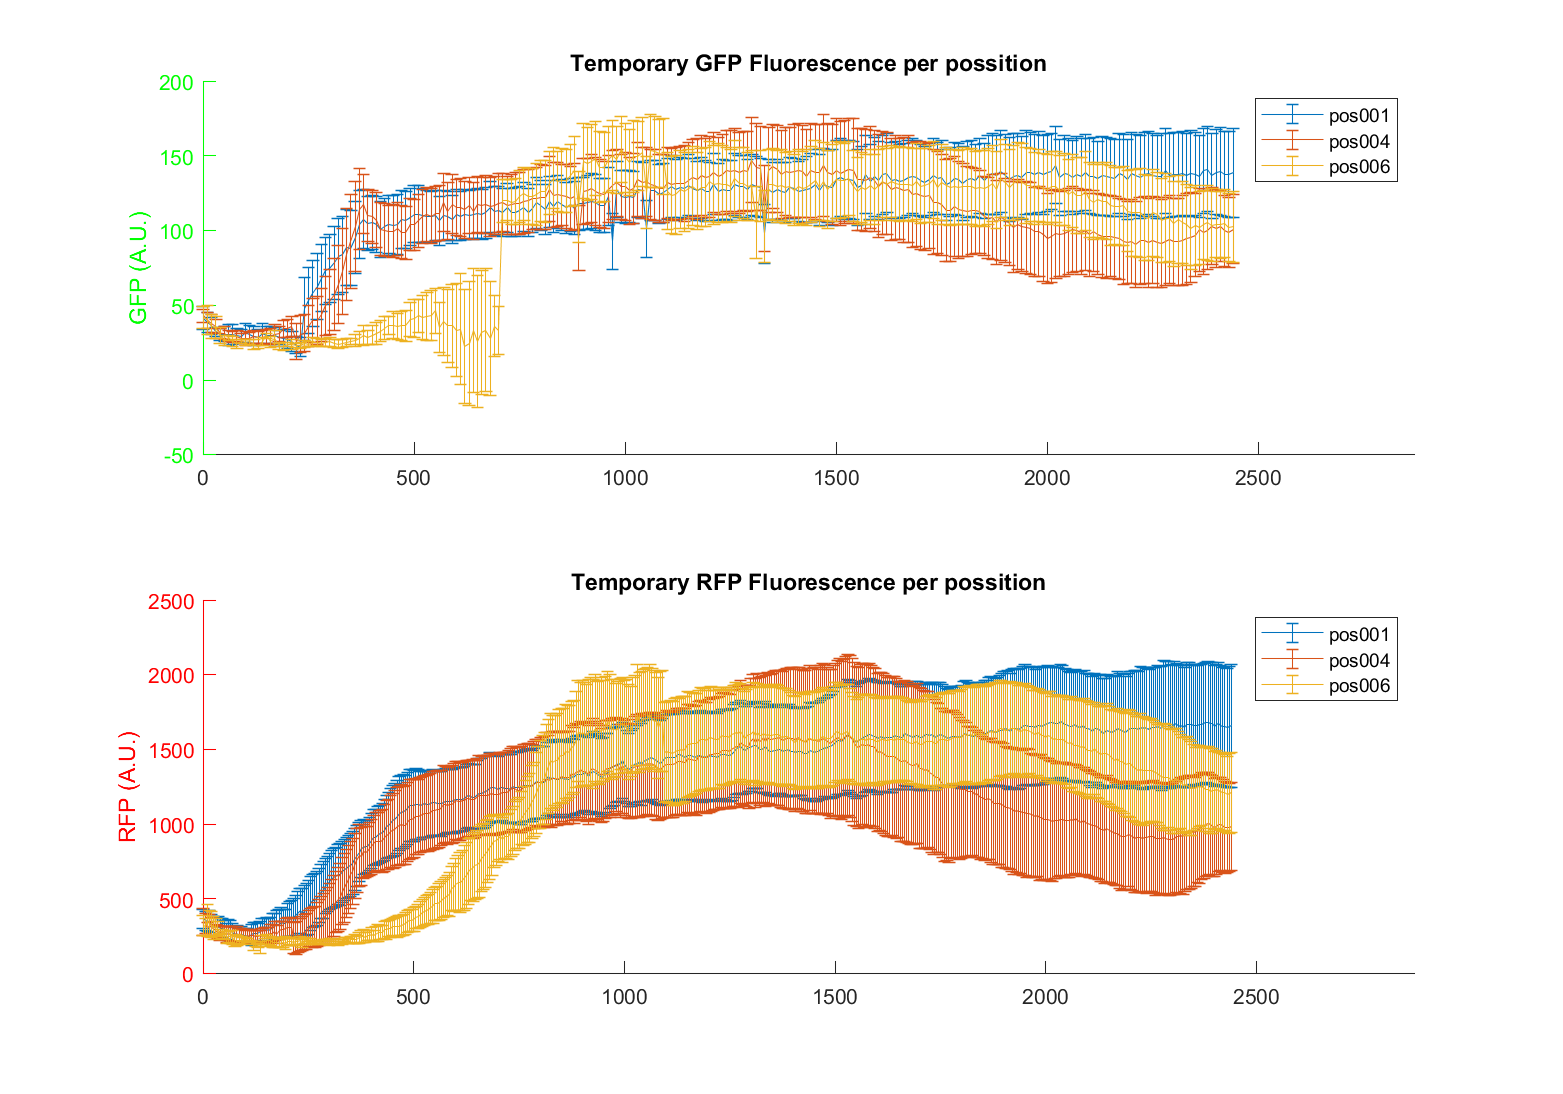 Temporary GFP Fluorescence per possition
200
150
100
50
0
-50
GFP (A.U.)
0 500 1000 1500 2000 2500
pos001
pos004
pos006
Temporary RFP Fluorescence per possition
2500
2000
1500
1000
500
0
RFP (A.U.)
0 500 1000 1500 2000 2500
pos001
pos004
pos006